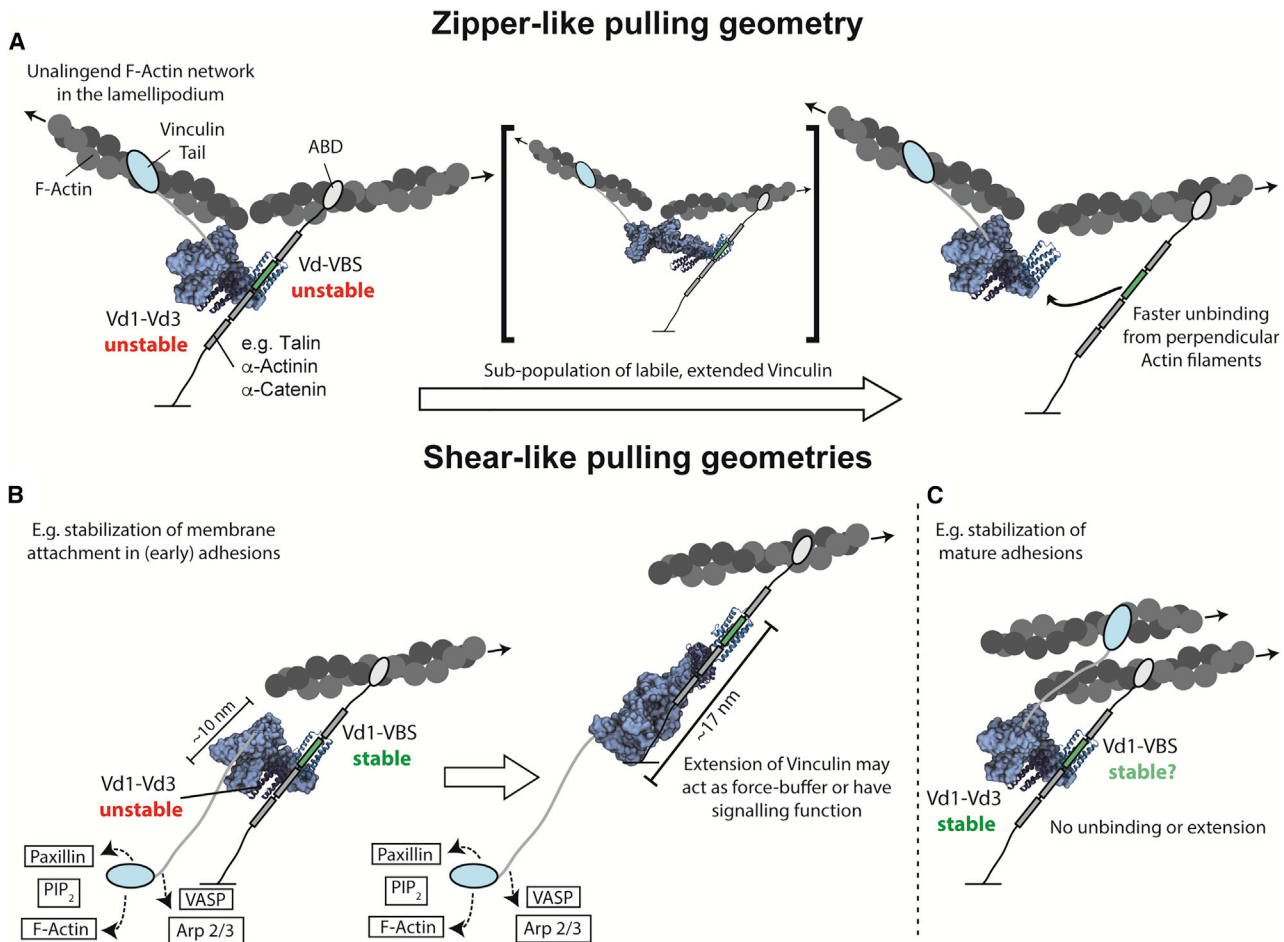 Zipper-like pulling geometry
A
Unalingend F-Actin network
in the lamellipodium
Vinculin
Tail
F-Actin
ABD
Vd-VBS
unstable
Vd1-Vd3
unstable
e.g. Talin
α-Actinin
α-Catenin
Sub-population of labile, extended Vinculin
Faster unbinding
from perpendicular
Actin filaments
Shear-like pulling geometries
B
E.g. stabilization of membrane
attachment in (early) adhesions
~10 nm
Vd1-VBS
stable
Vd1-Vd3
unstable
Paxillin
PIP2
F-Actin
VASP
Arp 2/3
~17 nm
Extension of Vinculin may
act as force-buffer or have
signalling function
Paxillin
PIP2
F-Actin
VASP
Arp 2/3
C
E.g. stabilization of
mature adhesions
Vd1-VBS
stable?
Vd1-Vd3
stable
No unbinding or extension